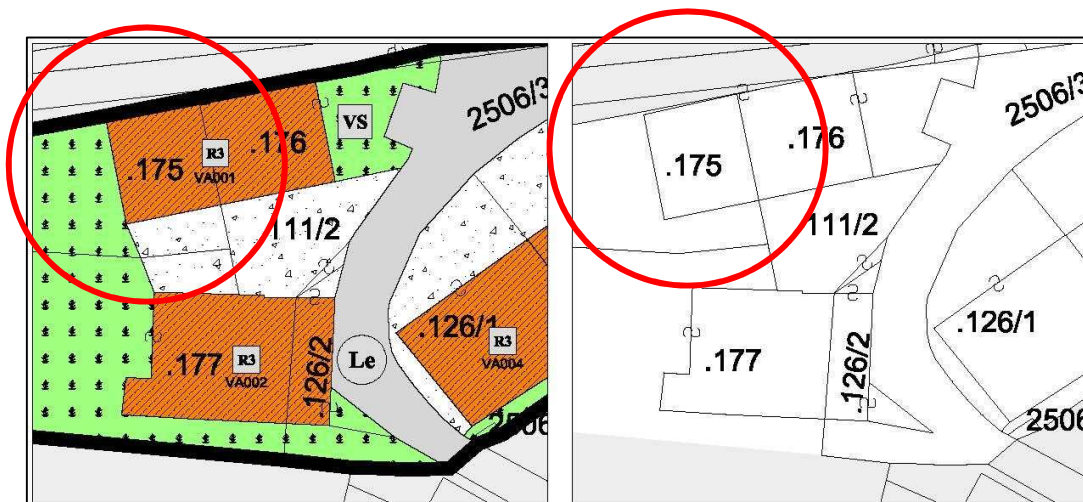 2506/3
VS
.176
R3
.175
VA001
111/2
.126/1
R3
VA004
Le
.177
R3
VA002
.126/2
2506
2506/3
.176
.175
111/2
.126/1
.177
.126/2
2506